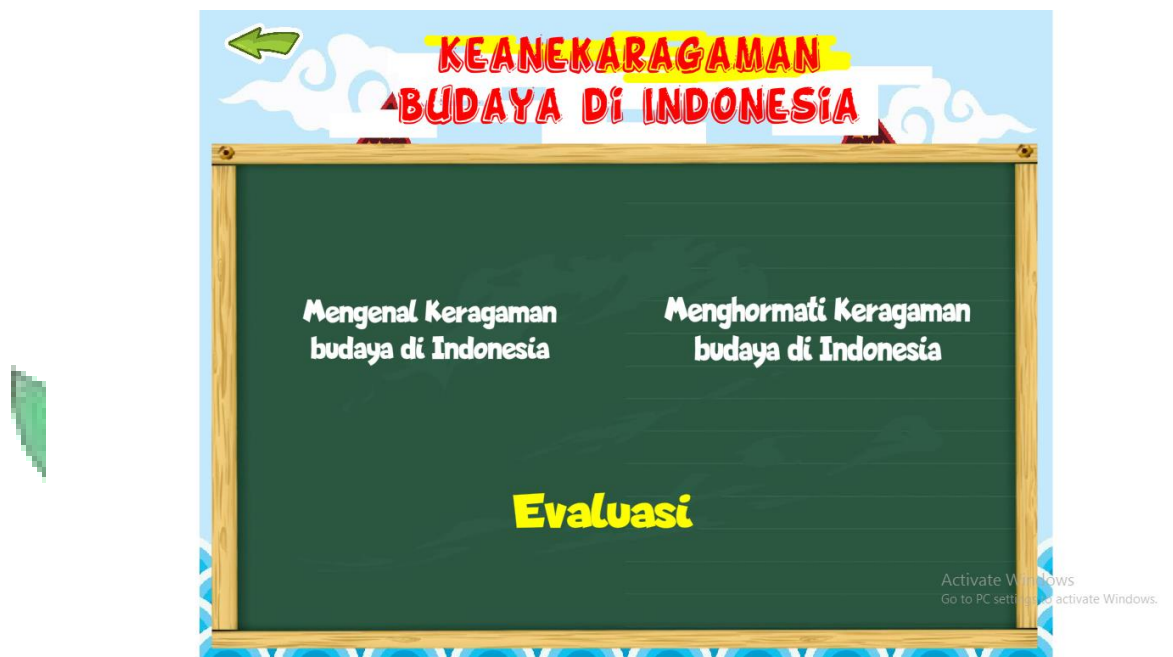 KEANEKARAGAMAN
BUDAYA Di INDONESiA
Mengenal Keragaman
budaya di Indonesia
Menghormati Keragaman
budaya di Indonesia
Evaluasi
Activate Windows
Go to PC settings to activate Windows.